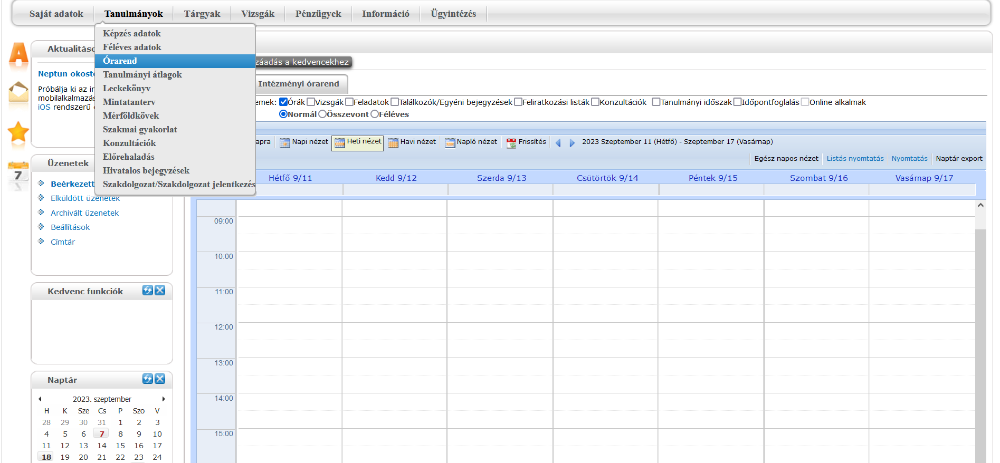 Saját adatok Tanulmányok Tárgyak Vizsgák Pénzügyek Információ Ügyintézés
Képzés adatok
Féléves adatok
Órarend
Tanulmányi átlagok
Leckekönyv
Mintatanterv
Mérföldkövek
Szakmai gyakorlat
Konzultációk
Előrehaladás
Hivatalos bejegyzések
Szakdolgozat/Szakdolgozat jelentkezés
Neptun
Próbálja ki az
iOS rendszerű
Üzenetek
Beérkezett
Elküldött üzenetek
Archivált üzenetek
Beállítások
Címtár
Kedvenc funkciók
Naptár
2023. szeptember
H K Sze Cs P Szo V
28 29 30 31 1 2 3
4 5 6 7 8 9 10
11 12 13 14 15 16 17
18 19 20 21 22 23 24
a kedvencekhez
Intézményi órarend
Órák Vizsgák Feladatok Találkozók/Egyéni bejegyzések Feliratkozási listák Konzultációk Tanulmányi időszak Időpontfoglalás Online alkalmak
Normál Összevont Féléves
Napi nézet Heti nézet Havi nézet Napló nézet Frissítés 2023 Szeptember 11 (Hétfő) - Szeptember 17 (Vasárnap)
Egész napos nézet Listás nyomtatás Nyomtatás Naptár export
Hétfő 9/11 Kedd 9/12 Szerda 9/13 Csütörtök 9/14 Péntek 9/15 Szombat 9/16 Vasárnap 9/17
09:00
10:00
11:00
12:00
13:00
14:00
15:00
7